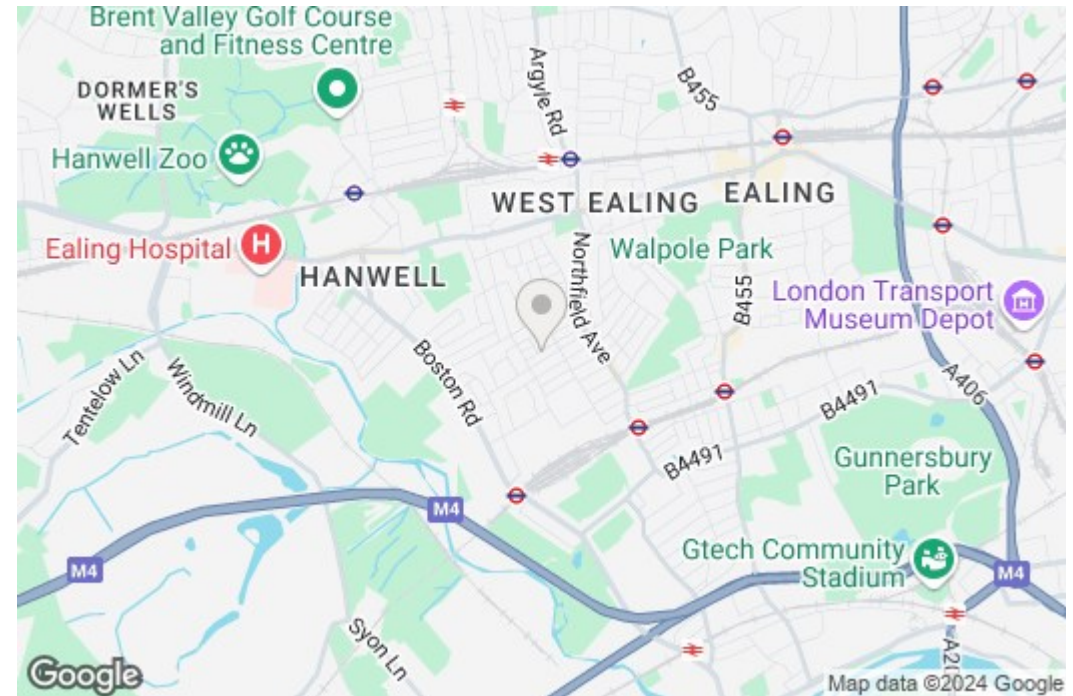 Brent Valley Golf Course
and Fitness Centre
DORMER'S
WELLS
Hanwell Zoo
Argyle Rd
B455
WEST EALING
EALING
Ealing Hospital
H
HANWELL
Northfield Ave
Walpole Park
B455
London Transport
Museum Depot
Tentelow Ln
Windmill Ln
Boston Rd
A406
B4491
B4491
Gunnersbury
Park
M4
M4
Gtech Community
Stadium
M4
Syon Ln
Google
Map data ©2024 Google